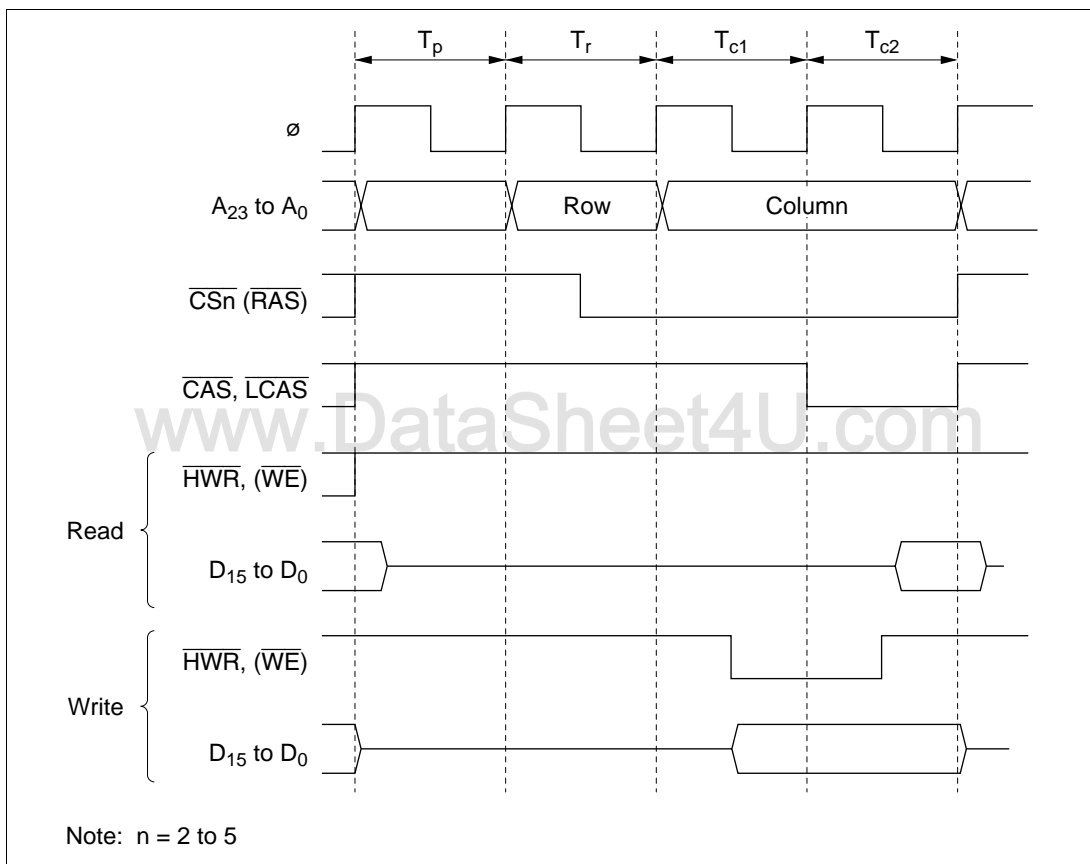 Tp Tr Tc1 Tc2
ø
A23 to A0 Row Column
CSn (RAS)
CAS, LCAS
www.DataSheet4U.com
HWR, (WE)
Read
D15 to D0
HWR, (WE)
Write
D15 to D0
Note: n = 2 to 5